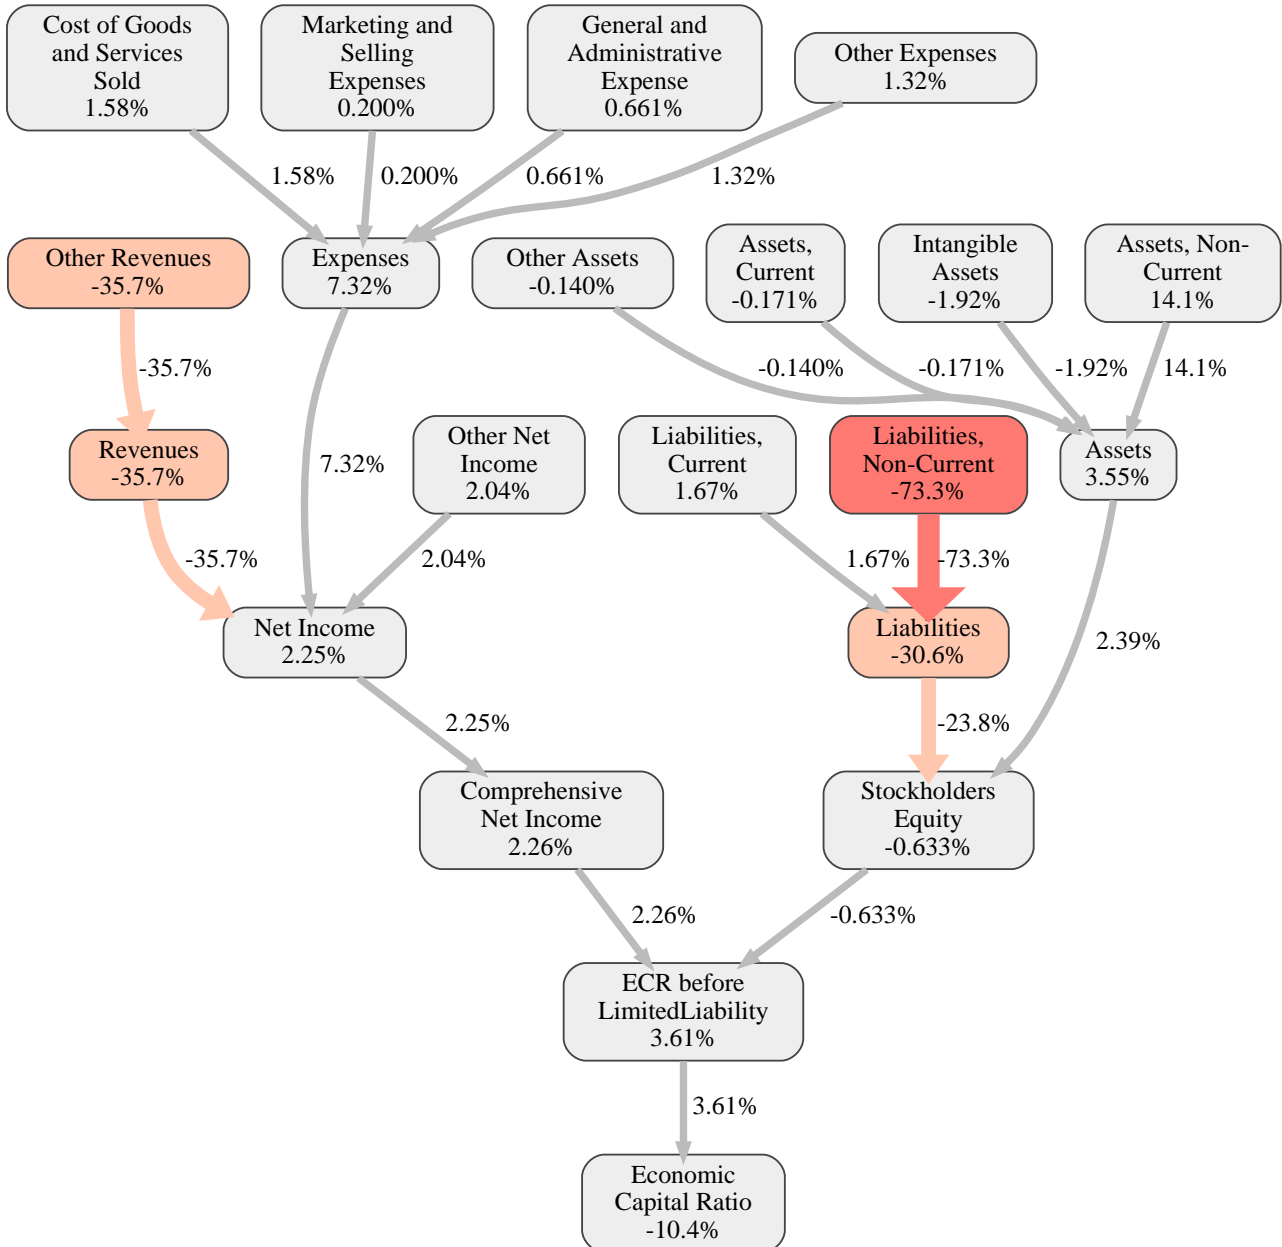 Cost of Goods
and Services
Sold
1.58%
Marketing and
Selling
Expenses
0.200%
General and
Administrative
Expense
0.661%
Other Expenses
1.32%
1.58%
0.200%
0.661%
1.32%
Other Revenues
-35.7%
Expenses
7.32%
Other Assets
-0.140%
Assets,
Current
-0.171%
Intangible
Assets
-1.92%
Assets, Non-
Current
14.1%
-35.7%
-0.140%
-0.171%
-1.92%
14.1%
Revenues
-35.7%
7.32%
Other Net
Income
2.04%
Liabilities,
Current
1.67%
Liabilities,
Non-Current
-73.3%
Assets
3.55%
-35.7%
2.04%
1.67%
-73.3%
Net Income
2.25%
Liabilities
-30.6%
2.39%
2.25%
-23.8%
Comprehensive
Net Income
2.26%
Stockholders
Equity
-0.633%
2.26%
-0.633%
ECR before
LimitedLiability
3.61%
3.61%
Economic
Capital Ratio
-10.4%